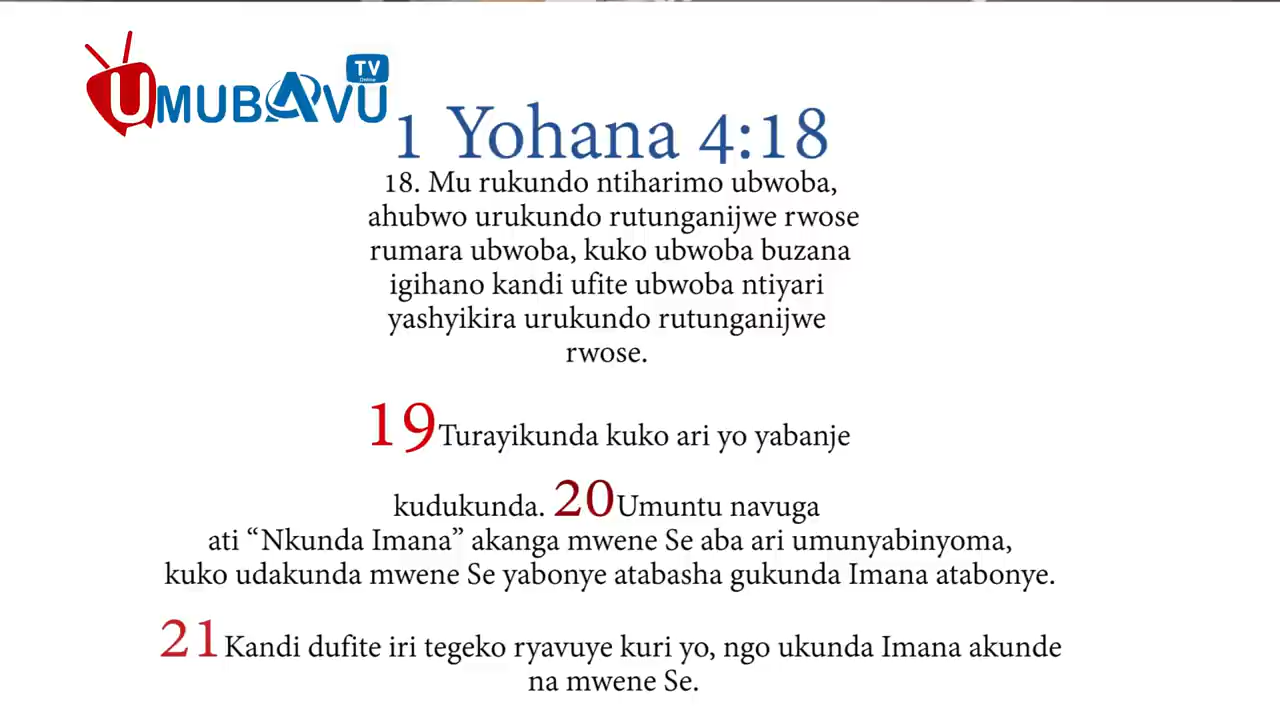 UMUBAVU
TV
Online
1 Yohana 4:18
18. Mu rukundo ntiharimo ubwoba,
ahubwo urukundo rutunganijwe rwose
rumara ubwoba, kuko ubwoba buzana
igihano kandi ufite ubwoba ntiyari
yashyikira urukundo rutunganijwe
rwose.
19Turayikunda kuko ari yo yabanje
kudukunda. 20Umuntu navuga
ati “Nkunda Imana” akanga mwene Se aba ari umunyabinyoma,
kuko udakunda mwene Se yabonye atabasha gukunda Imana atabonye.
21Kandi dufite iri tegeko ryavuye kuri yo, ngo ukunda Imana akunde
na mwene Se.